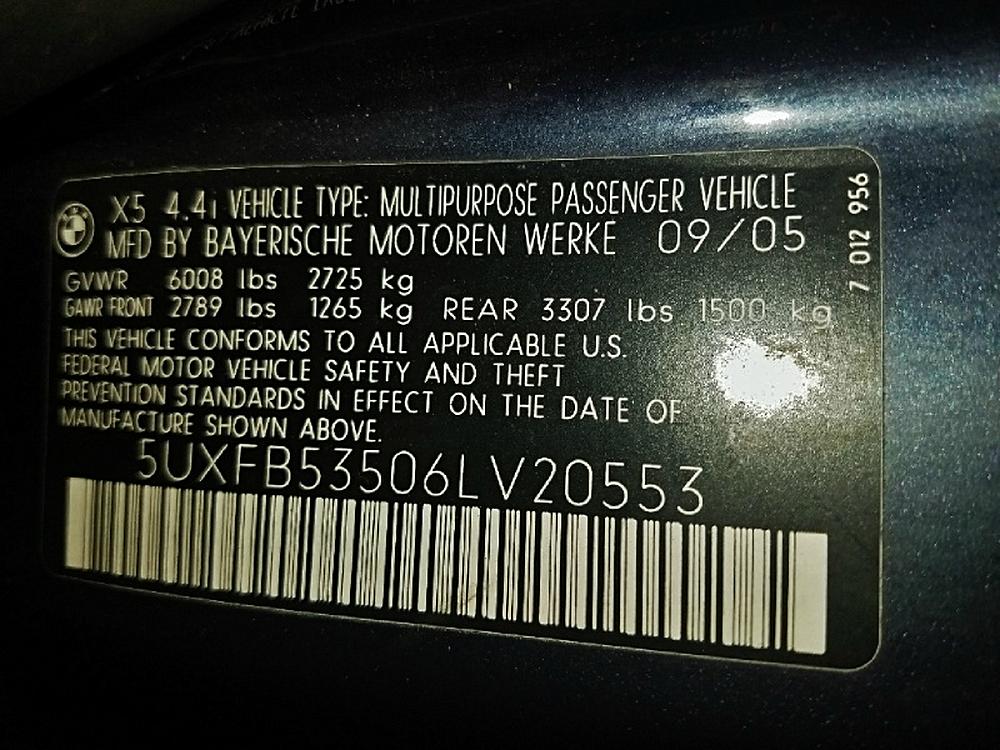 X5 4.4i VEHICLE TYPE: MULTIPURPOSE PASSENGER VEHICLE
MFD BY BAYERISCHE MOTOREN WERKE 09/05
GVWR 6008 lbs 2725 kg
GAWR FRONT 2789 lbs 1265 kg REAR 3307 lbs 1500 kg
THIS VEHICLE CONFORMS TO ALL APPLICABLE U.S.
FEDERAL MOTOR VEHICLE SAFETY AND THEFT
PREVENTION STANDARDS IN EFFECT ON THE DATE OF
MANUFACTURE SHOWN ABOVE.
5UXFB53506LV20553
7 012 956